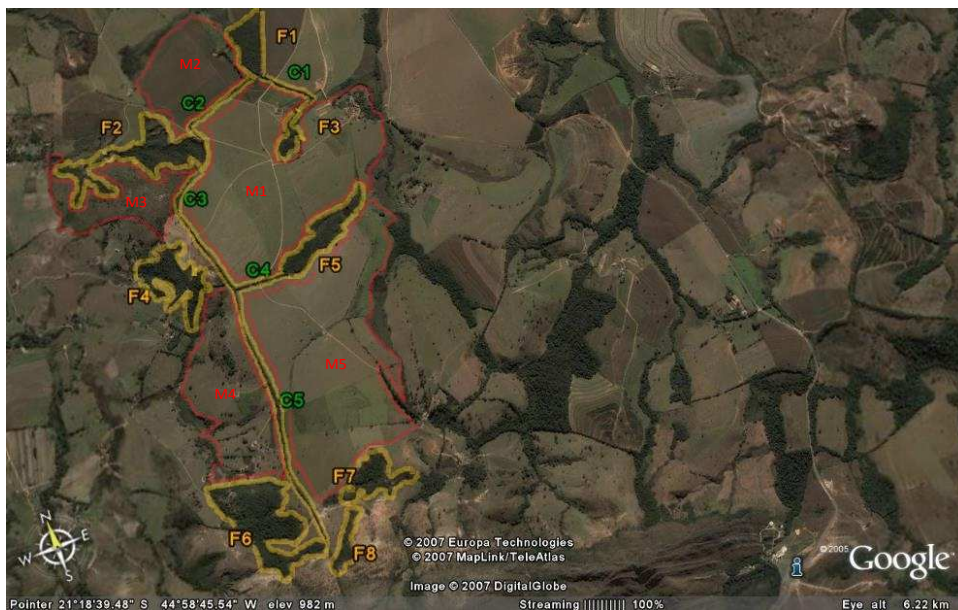 F1
M2
C1
C2
F2
F3
M1
M3
C3
C4
F5
F4
M5
M4
C5
F7
F6
F8
N
W E
S
© 2007 Europa Technologies
© 2007 MapLink/TeleAtlas
Image © 2007 DigitalGlobe
©2005 Google
Pointer 21°18'39.48" S 44°58'45.54" W elev 982 m Streaming |||||||||| 100% Eye alt 6.22 km